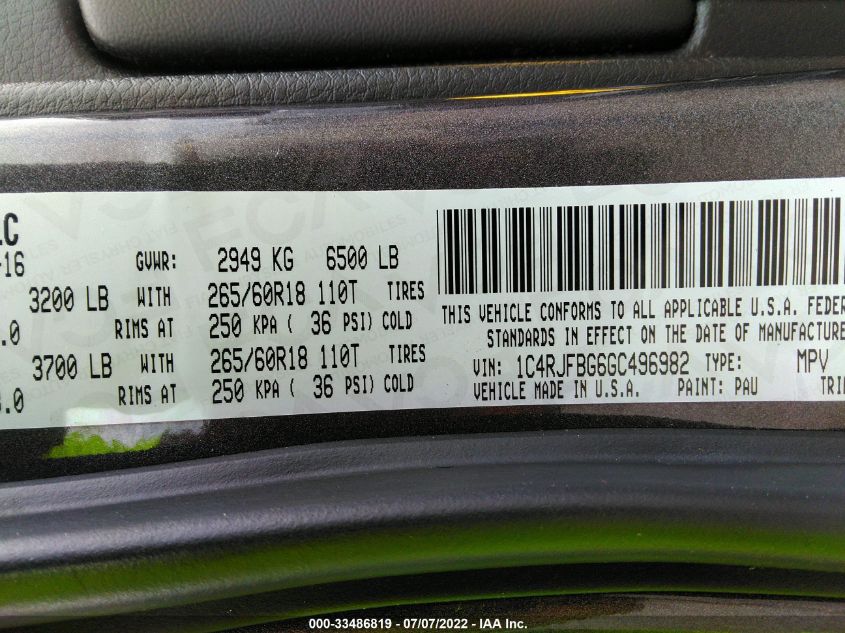 LC
-16
GVWR: 2949 KG 6500 LB
3200 LB WITH 265/60R18 110T TIRES
.0 RIMS AT 250 KPA ( 36 PSI) COLD
3700 LB WITH 265/60R18 110T TIRES
.0 RIMS AT 250 KPA ( 36 PSI) COLD
THIS VEHICLE CONFORMS TO ALL APPLICABLE U.S.A. FEDER
STANDARDS IN EFFECT ON THE DATE OF MANUFACTURE
VIN: 1C4RJFBG6GC496982 TYPE: MPV
VEHICLE MADE IN U.S.A. PAINT: PAU TRI
000-33486819 - 07/07/2022 - IAA Inc.